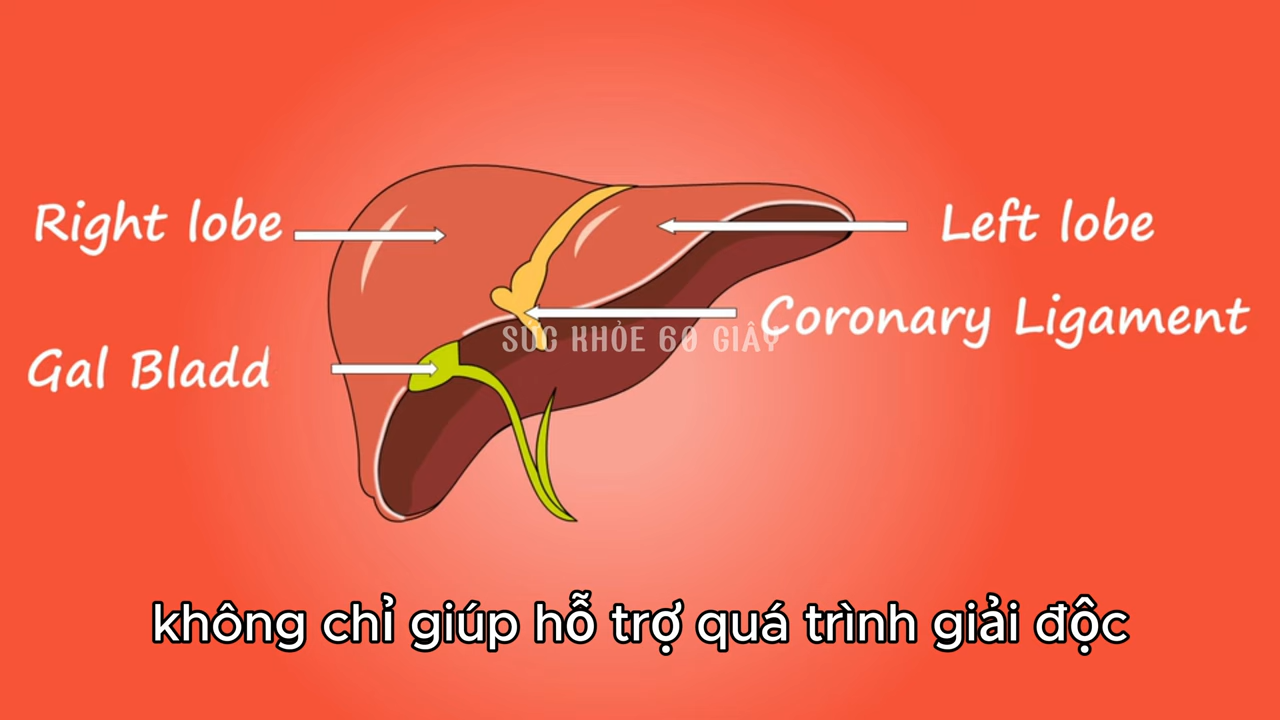 Right lobe
Left lobe
Coronary Ligament
SỨC KHỎE 60 GIÂY
Gal Bladd
không chỉ giúp hỗ trợ quá trình giải độc